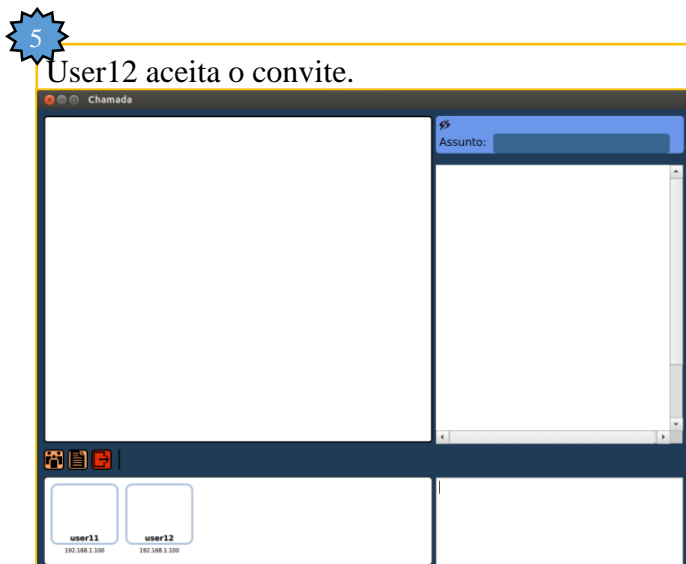 5
User12 aceita o convite.
Chamada
Assunto:
user11
user12
192.168.1.100
192.168.1.100